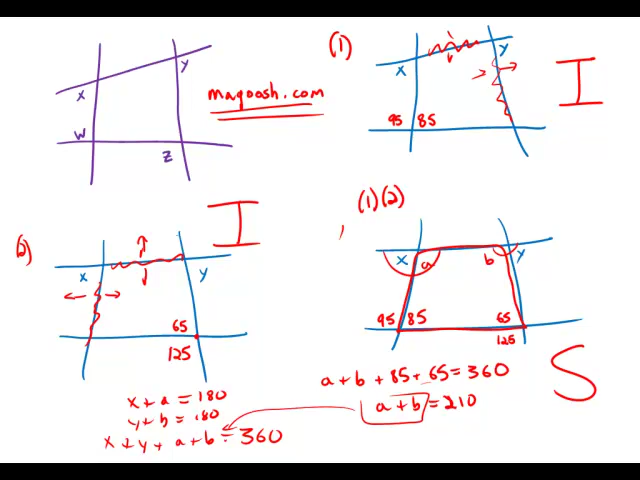 x
y
W
Z
magoosh.com
(1)
x
y
95 85
I
(2)
I
x
y
65
125
(1)(2)
x
a
b
y
95 85
65
125
S
a + b + 85 + 65 = 360
a + b = 210
x + a = 180
y + b = 180
x + y + a + b = 360